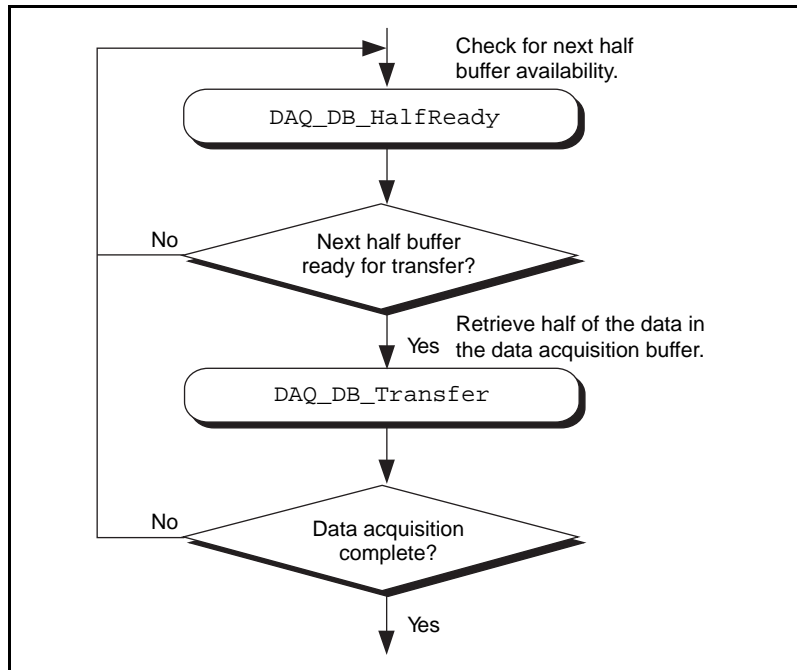 Check for next half
buffer availability.
DAQ_DB_HalfReady
No
Next half buffer
ready for transfer?
Yes
Retrieve half of the data in
the data acquisition buffer.
DAQ_DB_Transfer
No
Data acquisition
complete?
Yes